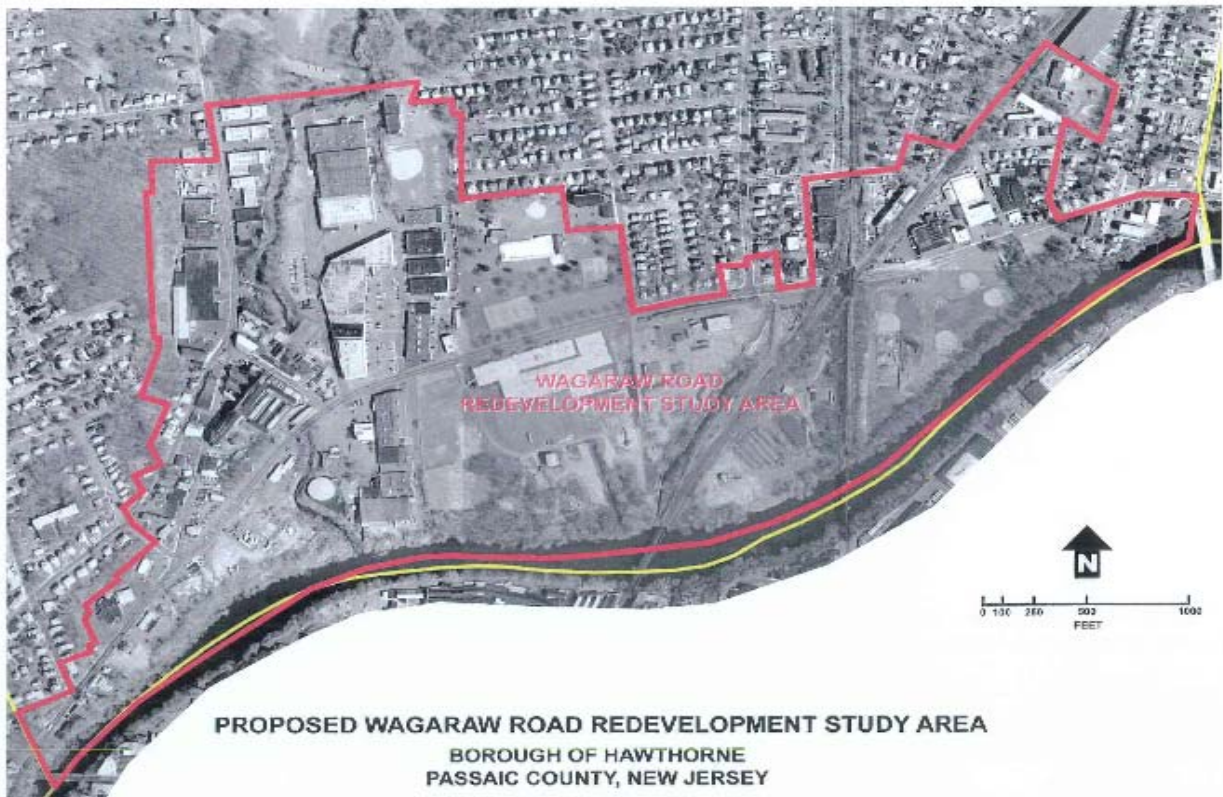 WAGARAW ROAD
REDEVELOPMENT STUDY AREA
N
0 100 250 500 1000
FEET
PROPOSED WAGARAW ROAD REDEVELOPMENT STUDY AREA
BOROUGH OF HAWTHORNE
PASSAIC COUNTY, NEW JERSEY